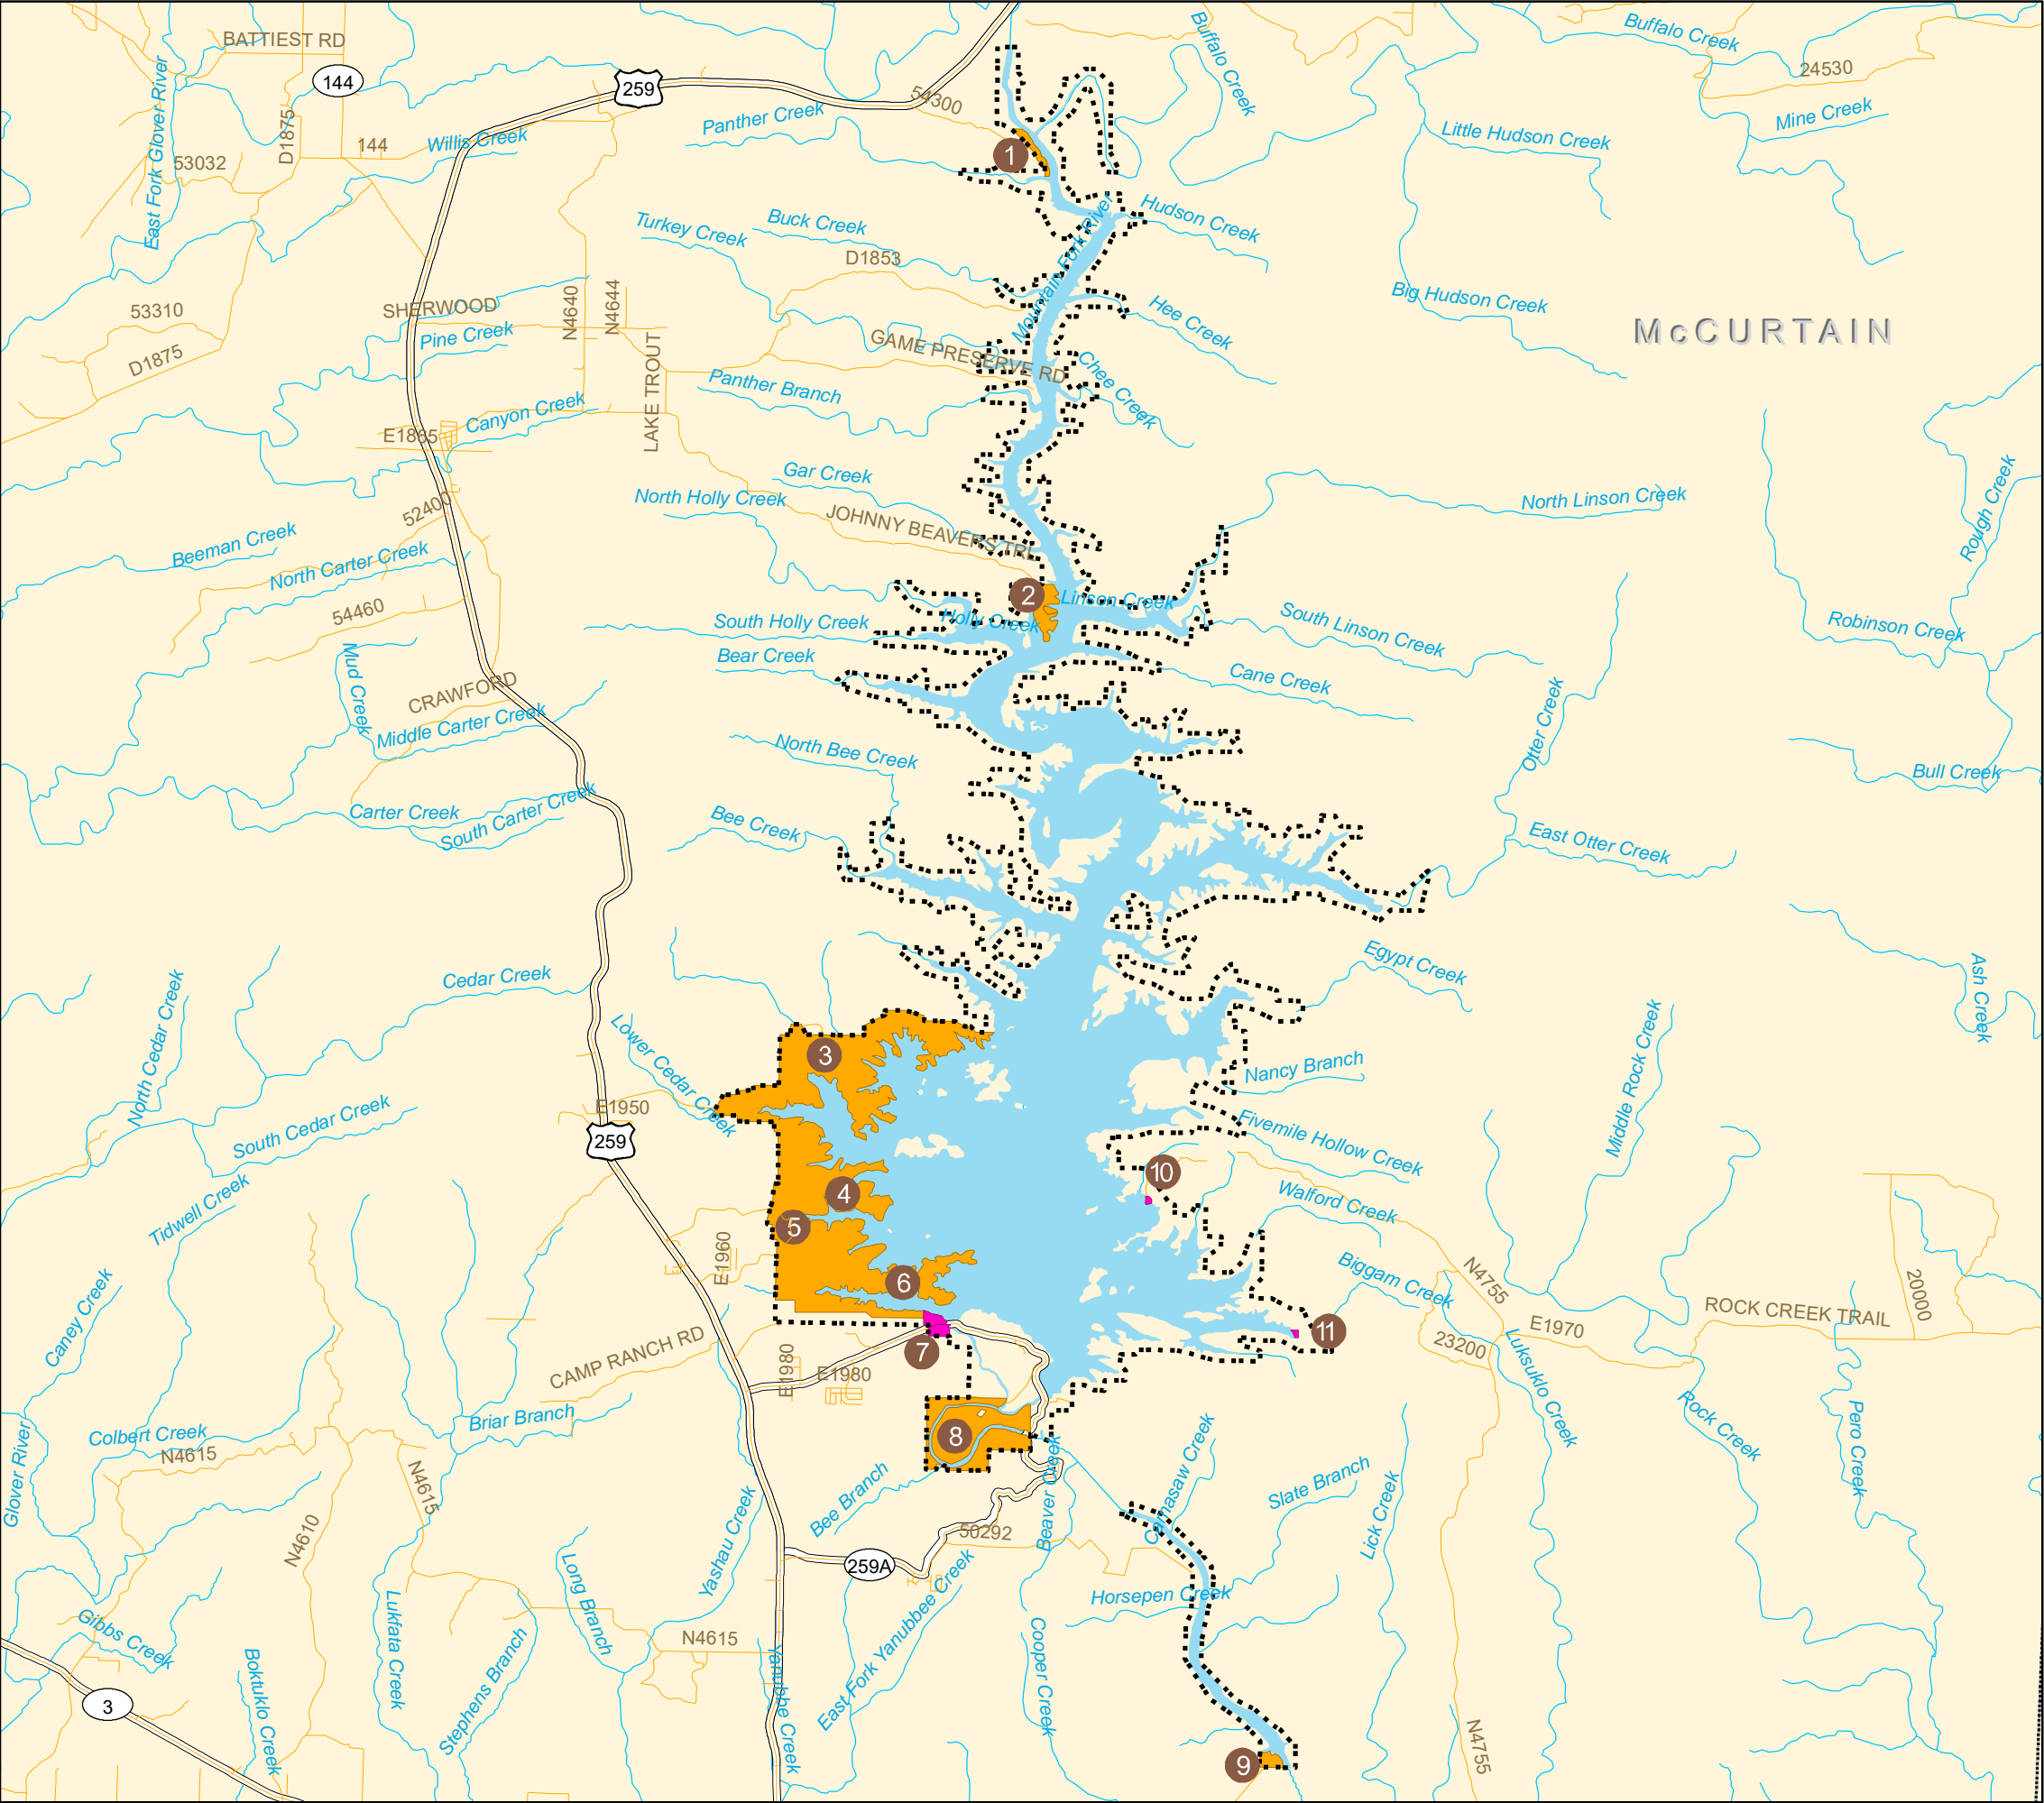 BATTIEST RD
144
259
54300
Buffalo Creek
Buffalo Creek
24530
Mine Creek
Little Hudson Creek
East Fork Glover River
D1875
53032
144
Willis Creek
Panther Creek
1
Hudson Creek
Turkey Creek
Buck Creek
D1853
Mountain Fork River
Big Hudson Creek
McCURTAIN
53310
D1875
SHERWOOD
Pine Creek
N4640
N4644
LAKE TROUT
GAME PRESERVE RD
Hee Creek
Chee Creek
Panther Branch
Canyon Creek
E1865
52400
Gar Creek
North Holly Creek
JOHNNY BEAVERS TRL
North Linson Creek
Rough Creek
Beeman Creek
North Carter Creek
54460
2
Linson Creek
Holly Creek
South Holly Creek
South Linson Creek
Robinson Creek
Bear Creek
Cane Creek
Mud Creek
CRAWFORD
Middle Carter Creek
Otter Creek
North Bee Creek
Bull Creek
Carter Creek
South Carter Creek
Bee Creek
East Otter Creek
Egypt Creek
Ash Creek
Cedar Creek
North Cedar Creek
Lower Cedar Creek
3
Middle Rock Creek
Nancy Branch
E1950
South Cedar Creek
259
Fivemile Hollow Creek
10
4
Tidwell Creek
Walford Creek
5
E1960
6
Biggam Creek
N4755
20000
Caney Creek
ROCK CREEK TRAIL
E1970
11
23200
7
CAMP RANCH RD
E1980
E1980
Luksuklo Creek
Rock Creek
Pero Creek
Briar Branch
Colbert Creek
N4615
8
Glover River
N4615
Bee Branch
Beaver Creek
Camasaw Creek
Slate Branch
Lick Creek
N4610
Yashau Creek
50292
259A
Long Branch
Horsepen Creek
Gibbs Creek
Lukfata Creek
Stephens Branch
N4615
Boktuklo Creek
Yanubbe Creek
East Fork Yanubbee Creek
Cooper Creek
3
9
N4755